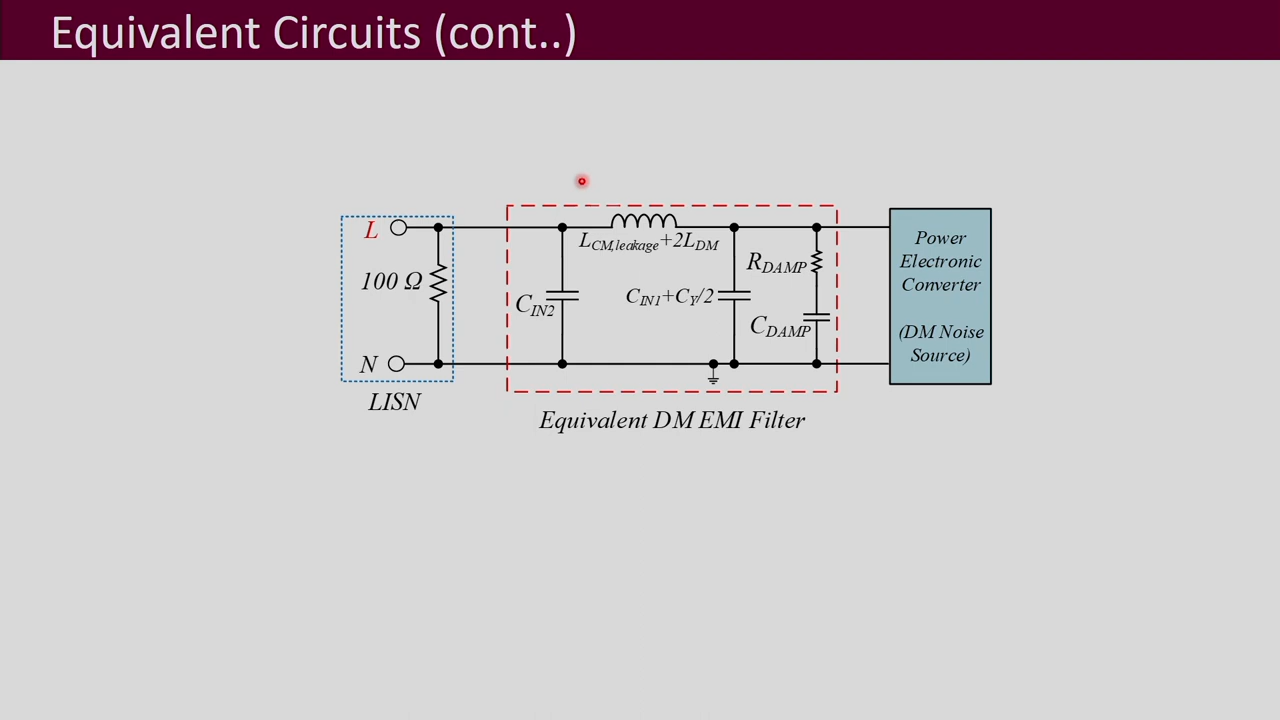 Equivalent Circuits (cont..)
L
100 Ω
N
LISN
L_CM,leakage+2L_DM
C_IN2
C_IN1+C_Y/2
R_DAMP
C_DAMP
Equivalent DM EMI Filter
Power
Electronic
Converter
(DM Noise
Source)